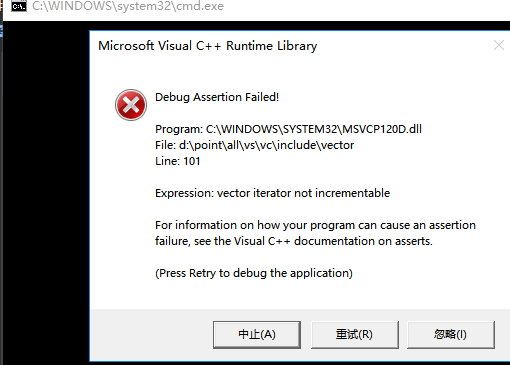 C:\WINDOWS\system32\cmd.exe
Microsoft Visual C++ Runtime Library
Debug Assertion Failed!
Program: C:\WINDOWS\SYSTEM32\MSVCP120D.dll
File: d:\point\all\vs\vc\include\vector
Line: 101
Expression: vector iterator not incrementable
For information on how your program can cause an assertion
failure, see the Visual C++ documentation on asserts.
(Press Retry to debug the application)
中止(A) 重试(R) 忽略(I)